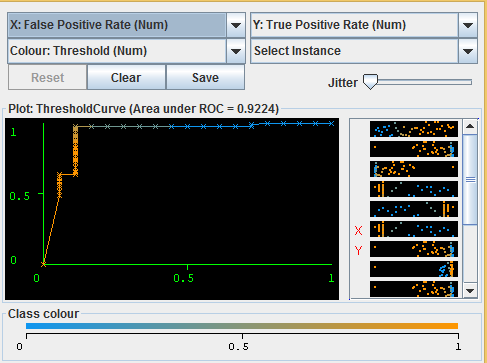 X: False Positive Rate (Num)
Y: True Positive Rate (Num)
Colour: Threshold (Num)
Select Instance
Reset
Clear
Save
Jitter
Plot: ThresholdCurve (Area under ROC = 0.9224)
1
0.5
0
0
0.5
1
X
Y
Class colour
0
0.5
1